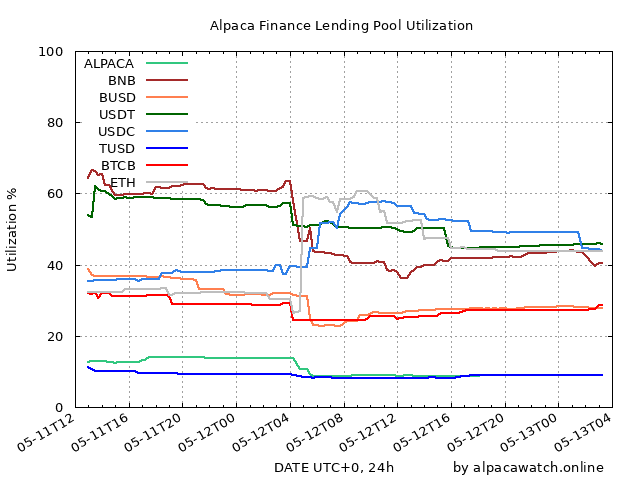 Alpaca Finance Lending Pool Utilization
100
80
60
40
20
0
Utilization %
ALPACA
BNB
BUSD
USDT
USDC
TUSD
BTCB
ETH
05-11T12
05-11T16
05-11T20
05-12T00
05-12T04
05-12T08
05-12T12
05-12T16
05-12T20
05-13T00
05-13T04
DATE UTC+0, 24h
by alpacawatch.online